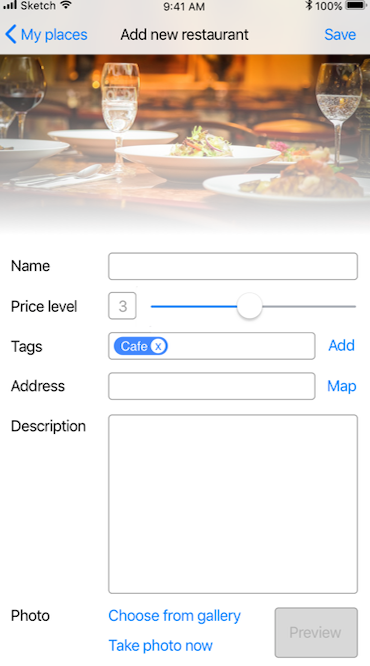 Sketch 9:41 AM 100%
My places Add new restaurant Save
Name
Price level 3
Tags Cafe x Add
Address Map
Description
Photo Choose from gallery
Take photo now
Preview